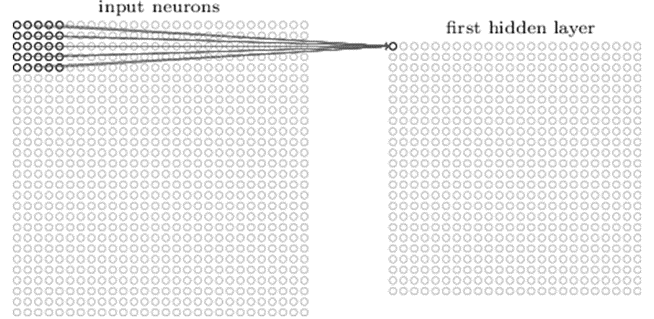 input neurons
first hidden layer